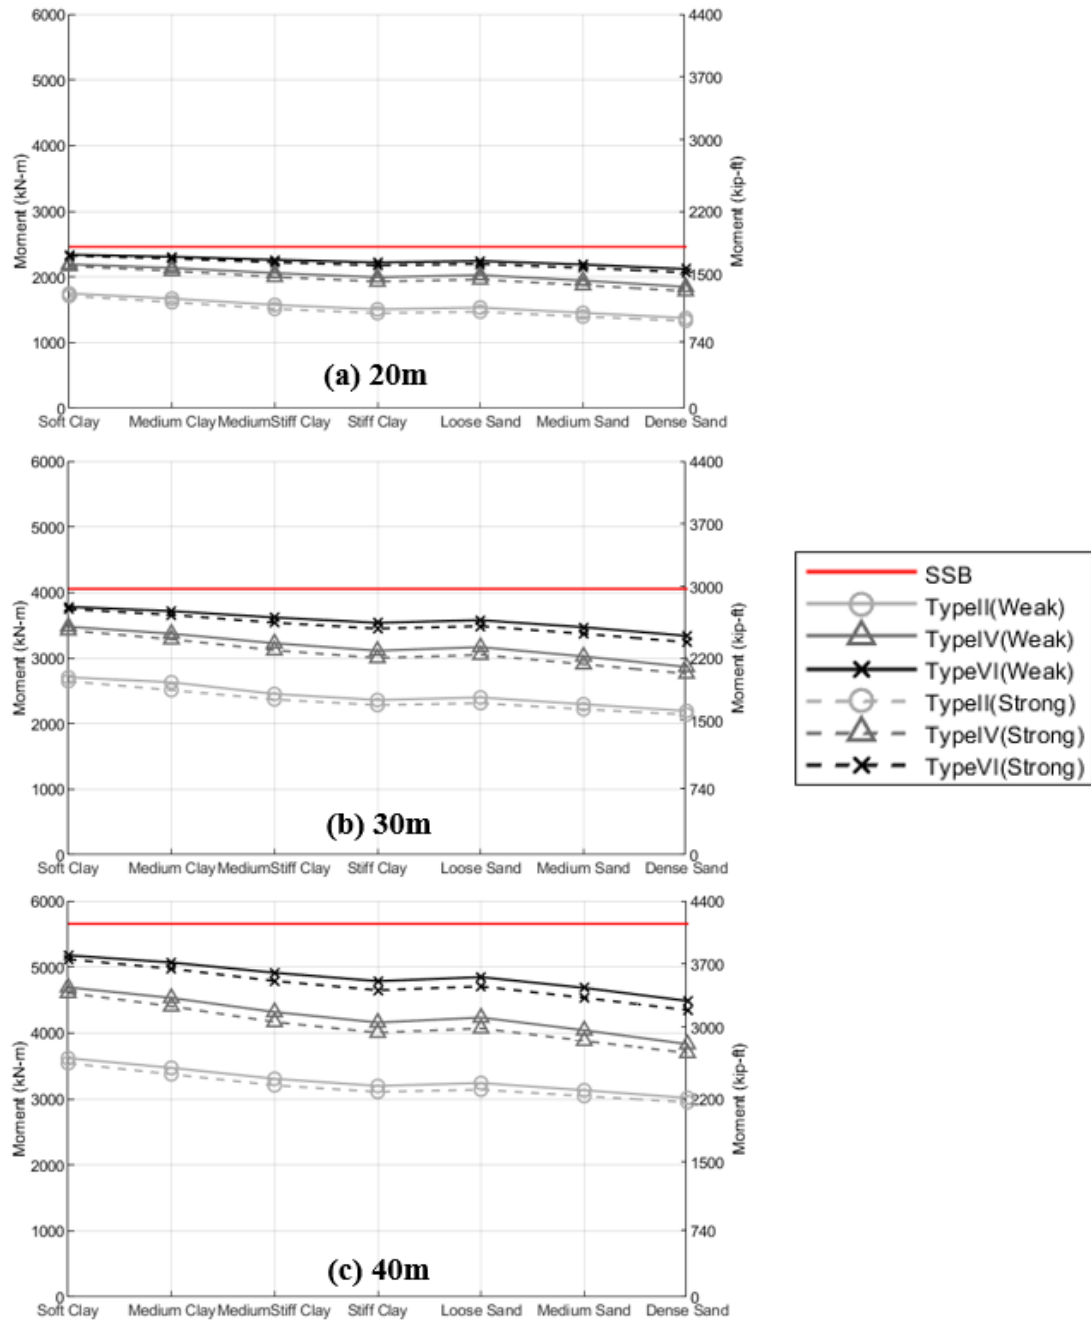 6000
5000
4000
3000
2000
1000
0
Moment (kN-m)
4400
3700
3000
2200
1500
740
0
Moment (kip-ft)
(a) 20m
Soft Clay Medium Clay MediumStiff Clay Stiff Clay Loose Sand Medium Sand Dense Sand
6000
5000
4000
3000
2000
1000
0
Moment (kN-m)
4400
3700
3000
2200
1500
740
0
Moment (kip-ft)
(b) 30m
Soft Clay Medium Clay MediumStiff Clay Stiff Clay Loose Sand Medium Sand Dense Sand
SSB
TypeII(Weak)
TypeIV(Weak)
TypeVI(Weak)
TypeII(Strong)
TypeIV(Strong)
TypeVI(Strong)
6000
5000
4000
3000
2000
1000
0
Moment (kN-m)
4400
3700
3000
2200
1500
740
0
Moment (kip-ft)
(c) 40m
Soft Clay Medium Clay MediumStiff Clay Stiff Clay Loose Sand Medium Sand Dense Sand